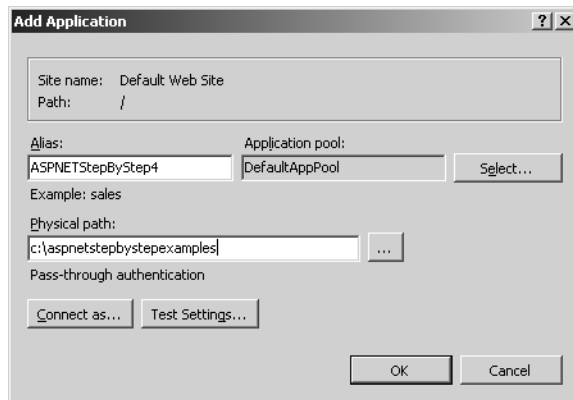 Add Application
Site name: Default Web Site
Path: /
Alias: Application pool:
ASPNETStepByStep4 DefaultAppPool Select...
Example: sales
Physical path:
c:\aspnetstepbystepexamples ...
Pass-through authentication
Connect as... Test Settings...
OK Cancel